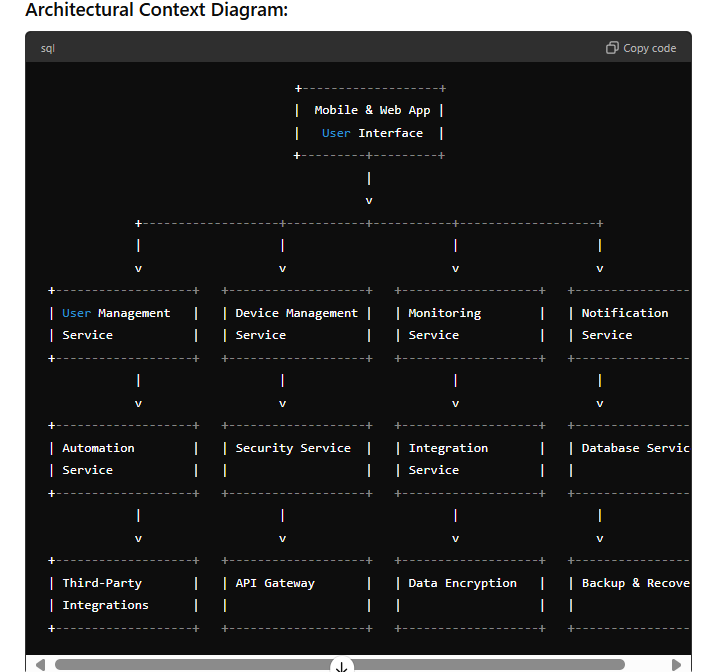 Architectural Context Diagram:
sql Copy code
+-------------------+
| Mobile & Web App |
| User Interface |
+---------+---------+
|
v
+-------------------+-----------+-----------+-------------------+
| | | |
v v v v
+-------------------+ +-------------------+ +-------------------+ +----------------
| User Management | | Device Management | | Monitoring | | Notification
| Service | | Service | | Service | | Service
+-------------------+ +-------------------+ +-------------------+ +----------------
| | | |
v v v v
+-------------------+ +-------------------+ +-------------------+ +----------------
| Automation | | Security Service | | Integration | | Database Servic
| Service | | | | Service | |
+-------------------+ +-------------------+ +-------------------+ +----------------
| | | |
v v v v
+-------------------+ +-------------------+ +-------------------+ +----------------
| Third-Party | | API Gateway | | Data Encryption | | Backup & Recove
| Integrations | | | | | |
+-------------------+ +-------------------+ +-------------------+ +----------------